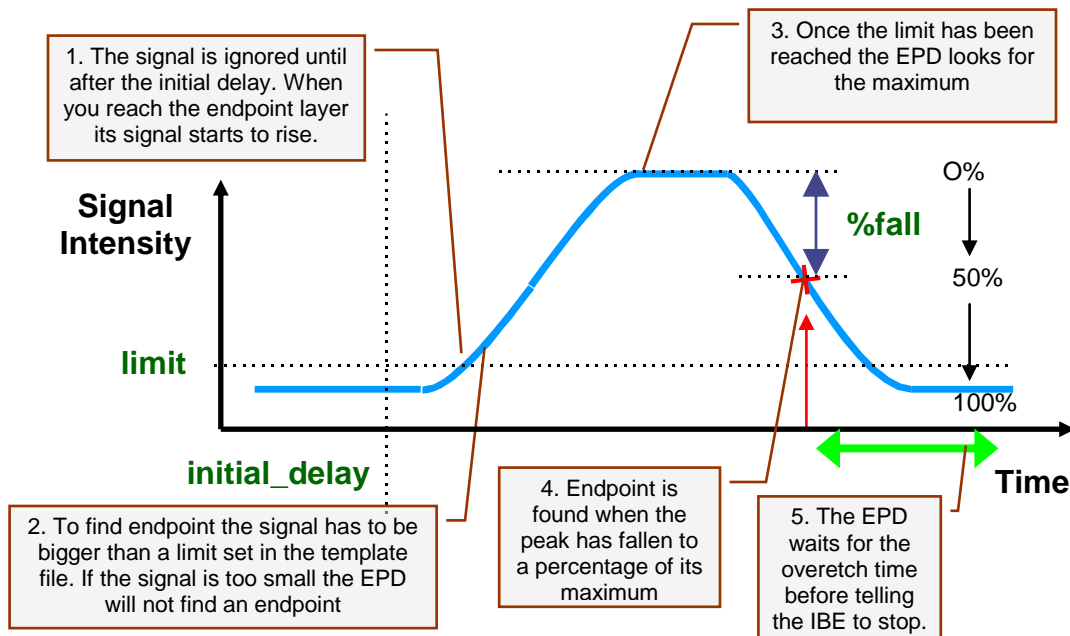 1. The signal is ignored until
after the initial delay. When
you reach the endpoint layer
its signal starts to rise.
3. Once the limit has been
reached the EPD looks for
the maximum
Signal
Intensity
O%
%fall
50%
limit
100%
initial_delay
Time
2. To find endpoint the signal has to be
bigger than a limit set in the template
file. If the signal is too small the EPD
will not find an endpoint
4. Endpoint is
found when the
peak has fallen to
a percentage of its
maximum
5. The EPD
waits for the
overetch time
before telling
the IBE to stop.